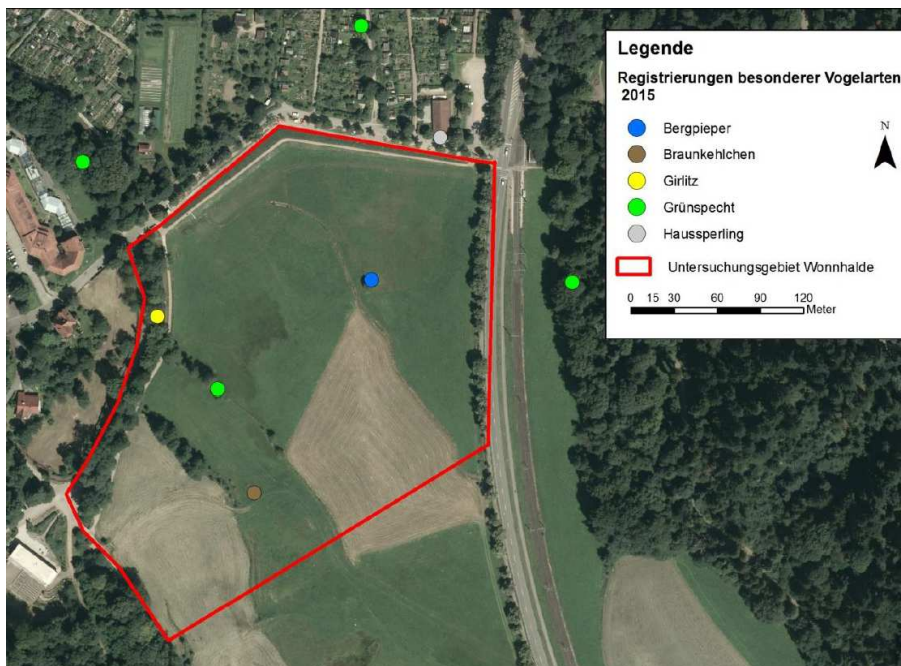 Legende
Registrierungen besonderer Vogelarten
2015
Bergpieper
Braunkehlchen
Girlitz
Grünspecht
Haussperling
Untersuchungsgebiet Wonnhalde
N
0 15 30 60 90 120
Meter